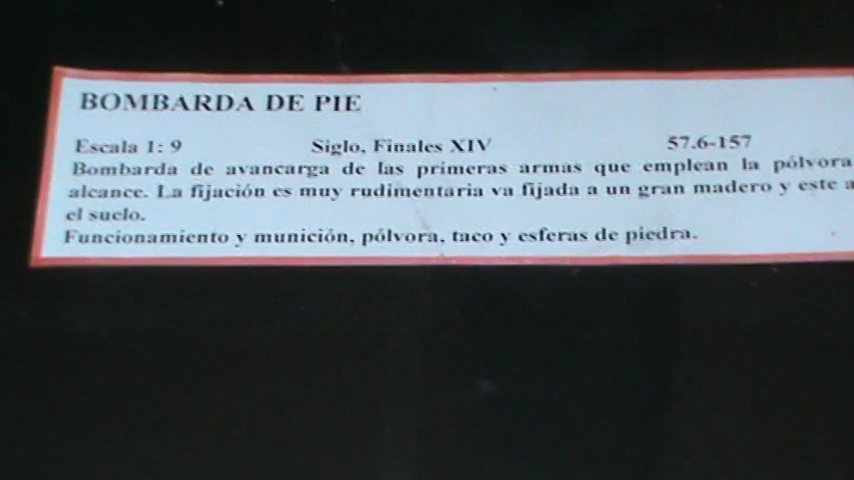 BOMBARDA DE PIE
Escala 1: 9 Siglo, Finales XIV 57.6-157
Bombarda de avancarga de las primeras armas que emplean la pólvora
alcance. La fijación es muy rudimentaria va fijada a un gran madero y este a
el suelo.
Funcionamiento y munición, pólvora, taco y esferas de piedra.